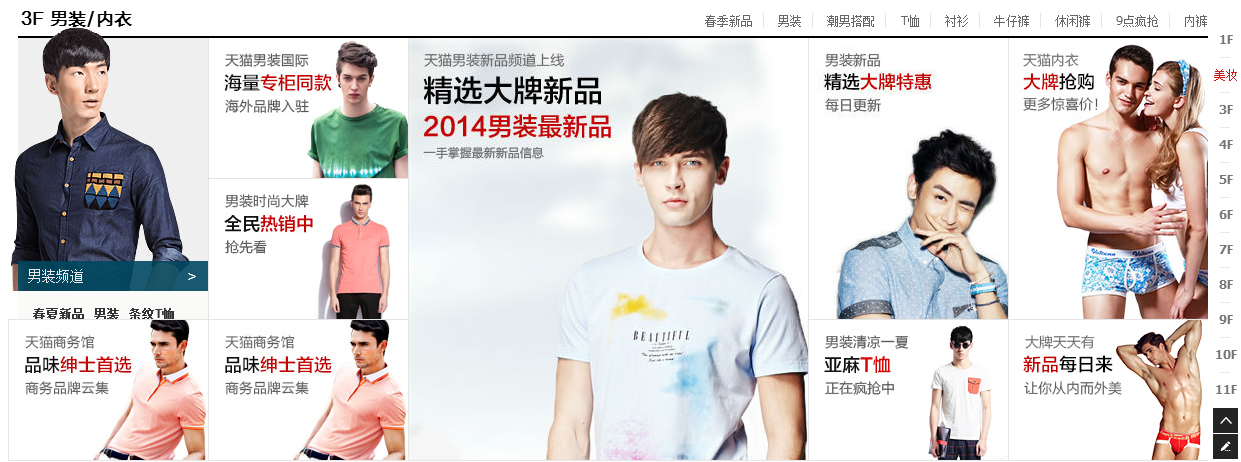 3F 男装/内衣
春季新品 男装 潮男搭配 T恤 衬衫 牛仔裤 休闲裤 9点疯抢 内裤
男装频道 >
春夏新品 男装 条纹T恤
天猫男装国际
海量专柜同款
海外品牌入驻
男装时尚大牌
全民热销中
抢先看
天猫男装新品频道上线
精选大牌新品
2014男装最新品
一手掌握最新新品信息
BEAUTIFUL
男装新品
精选大牌特惠
每日更新
天猫内衣
大牌抢购
更多惊喜价!
天猫商务馆
品味绅士首选
商务品牌云集
天猫商务馆
品味绅士首选
商务品牌云集
男装清凉一夏
亚麻T恤
正在疯抢中
大牌天天有
新品每日来
让你从内而外美
1F
美妆
3F
4F
5F
6F
7F
8F
9F
10F
11F